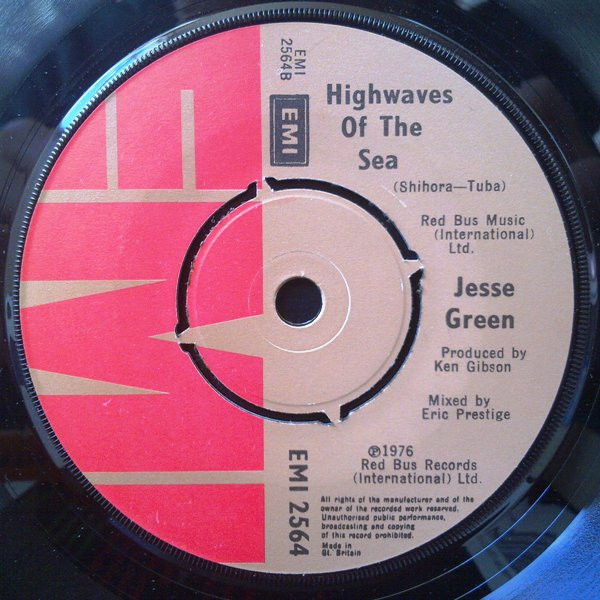 EMI
2564B
EMI
Highwaves
Of The
Sea
(Shihora—Tuba)
Red Bus Music
(International)
Ltd.
Jesse
Green
Produced by
Ken Gibson
Mixed by
Eric Prestige
℗1976
Red Bus Records
(International) Ltd.
EMI 2564
All rights of the manufacturer and of the
owner of the recorded work reserved.
Unauthorised public performance,
broadcasting and copying
of this record prohibited.
Made in
Gt. Britain
EMI